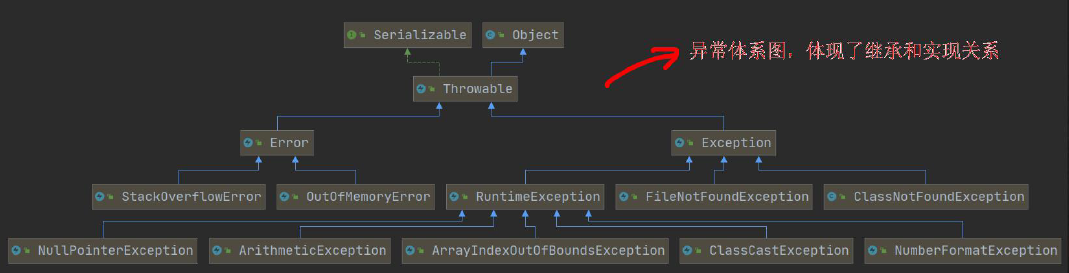 Serializable Object
异常体系图，体现了继承和实现关系
Throwable
Error Exception
StackOverflowError OutOfMemoryError RuntimeException FileNotFoundException ClassNotFoundException
NullPointerException ArithmeticException ArrayIndexOutOfBoundsException ClassCastException NumberFormatException